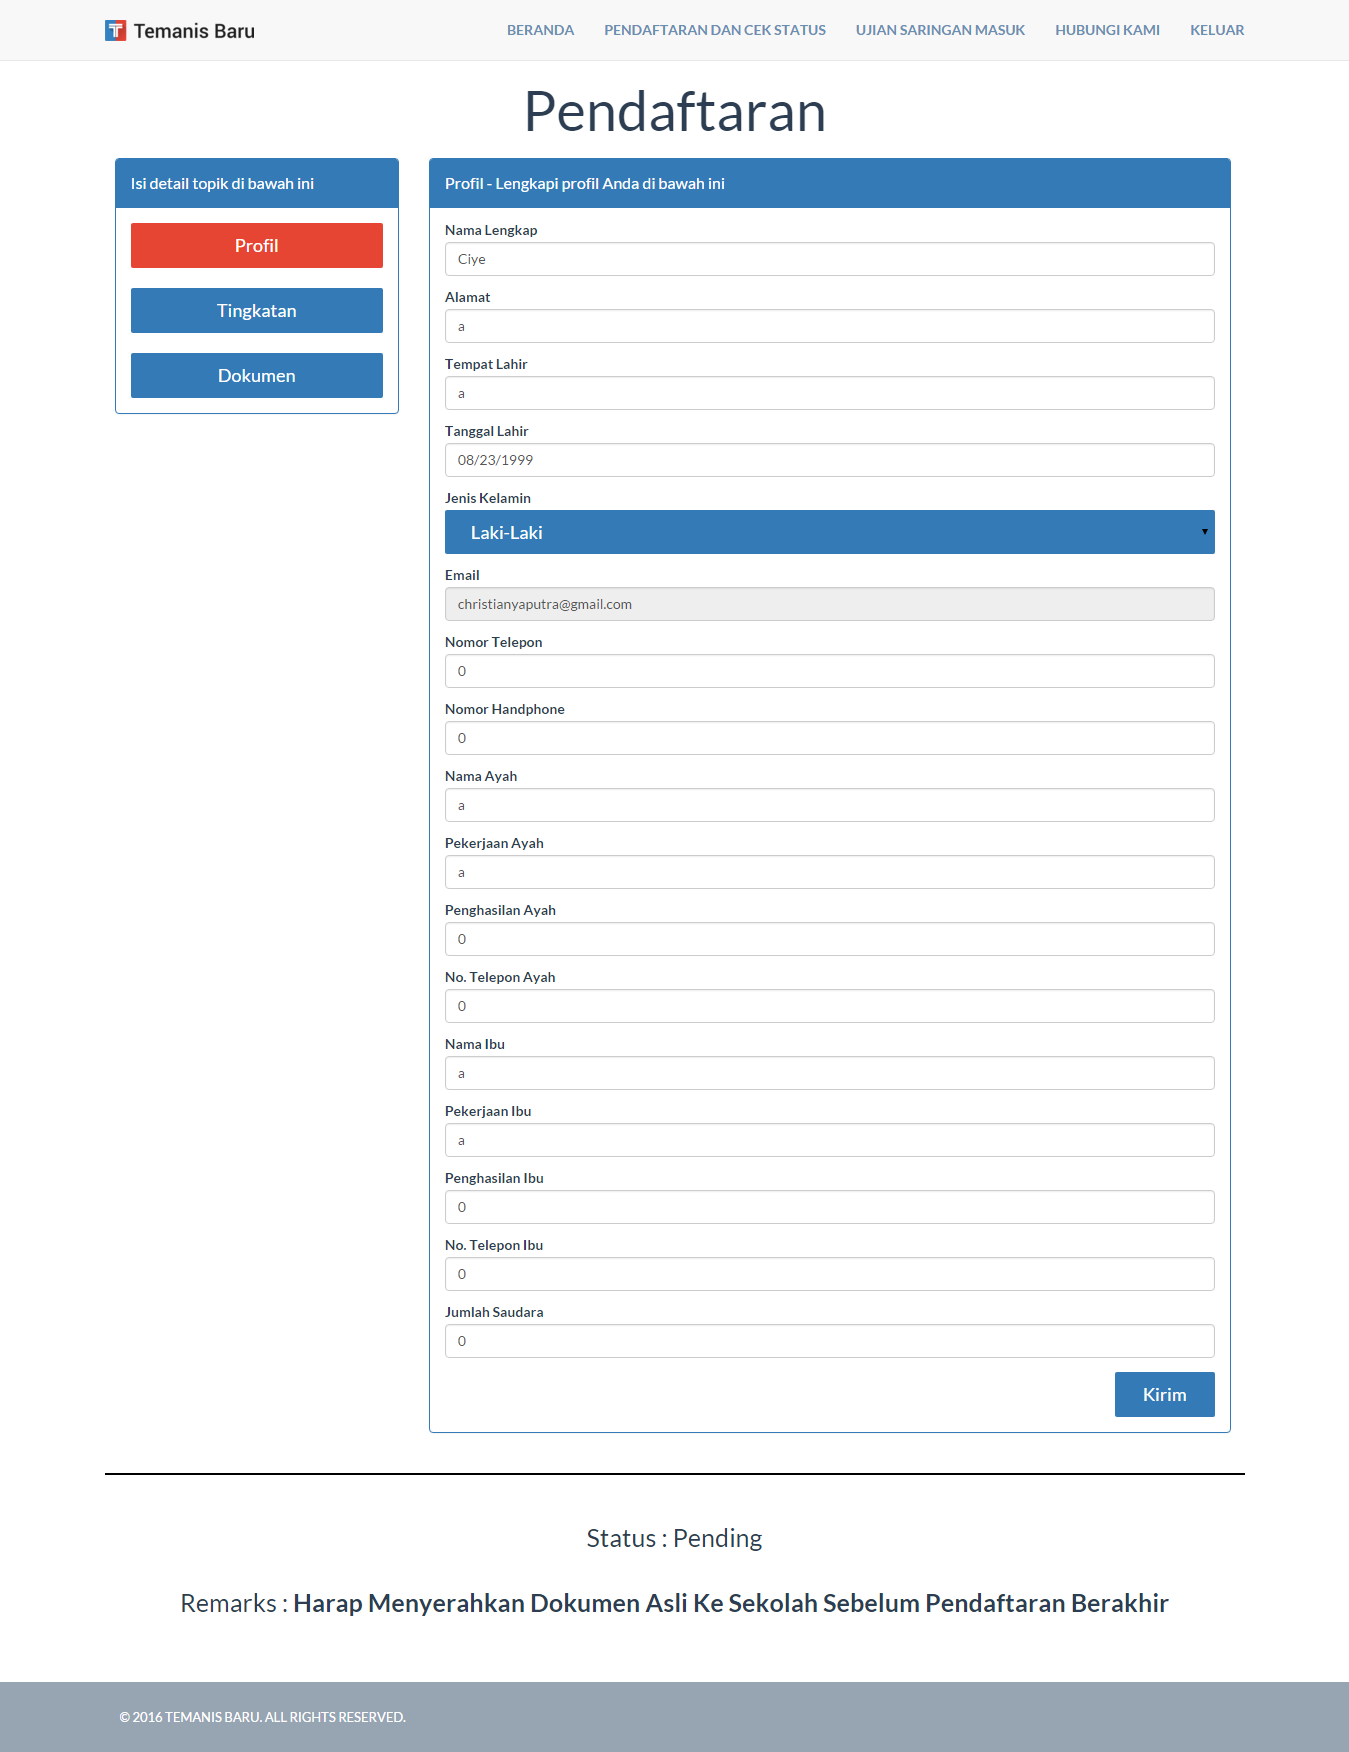 Temanis Baru
BERANDA PENDAFTARAN DAN CEK STATUS UJIAN SARINGAN MASUK HUBUNGI KAMI KELUAR
Pendaftaran
Isi detail topik di bawah ini
Profil
Tingkatan
Dokumen
Profil - Lengkapi profil Anda di bawah ini
Nama Lengkap
Ciye
Alamat
a
Tempat Lahir
a
Tanggal Lahir
08/23/1999
Jenis Kelamin
Laki-Laki
Email
christianyaputra@gmail.com
Nomor Telepon
0
Nomor Handphone
0
Nama Ayah
a
Pekerjaan Ayah
a
Penghasilan Ayah
0
No. Telepon Ayah
0
Nama Ibu
a
Pekerjaan Ibu
a
Penghasilan Ibu
0
No. Telepon Ibu
0
Jumlah Saudara
0
Kirim
Status : Pending
Remarks : Harap Menyerahkan Dokumen Asli Ke Sekolah Sebelum Pendaftaran Berakhir
© 2016 TEMANIS BARU. ALL RIGHTS RESERVED.